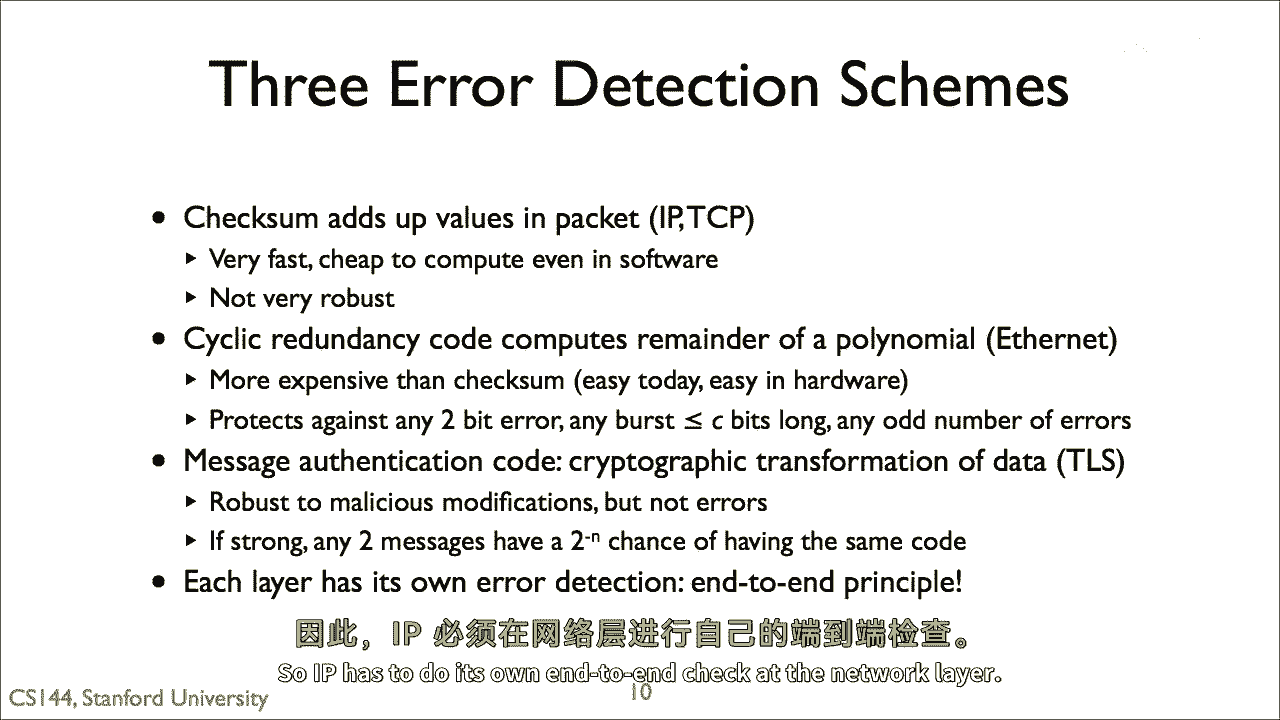 Three Error Detection Schemes
• Checksum adds up values in packet (IP,TCP)
‣ Very fast, cheap to compute even in software
‣ Not very robust
• Cyclic redundancy code computes remainder of a polynomial (Ethernet)
‣ More expensive than checksum (easy today, easy in hardware)
‣ Protects against any 2 bit error, any burst ≤ c bits long, any odd number of errors
• Message authentication code: cryptographic transformation of data (TLS)
‣ Robust to malicious modifications, but not errors
‣ If strong, any 2 messages have a 2⁻ⁿ chance of having the same code
• Each layer has its own error detection: end-to-end principle!
因此，IP 必须在网络层进行自己的端到端检查。
So IP has to do its own end-to-end check at the network layer.
CS144, Stanford University
10